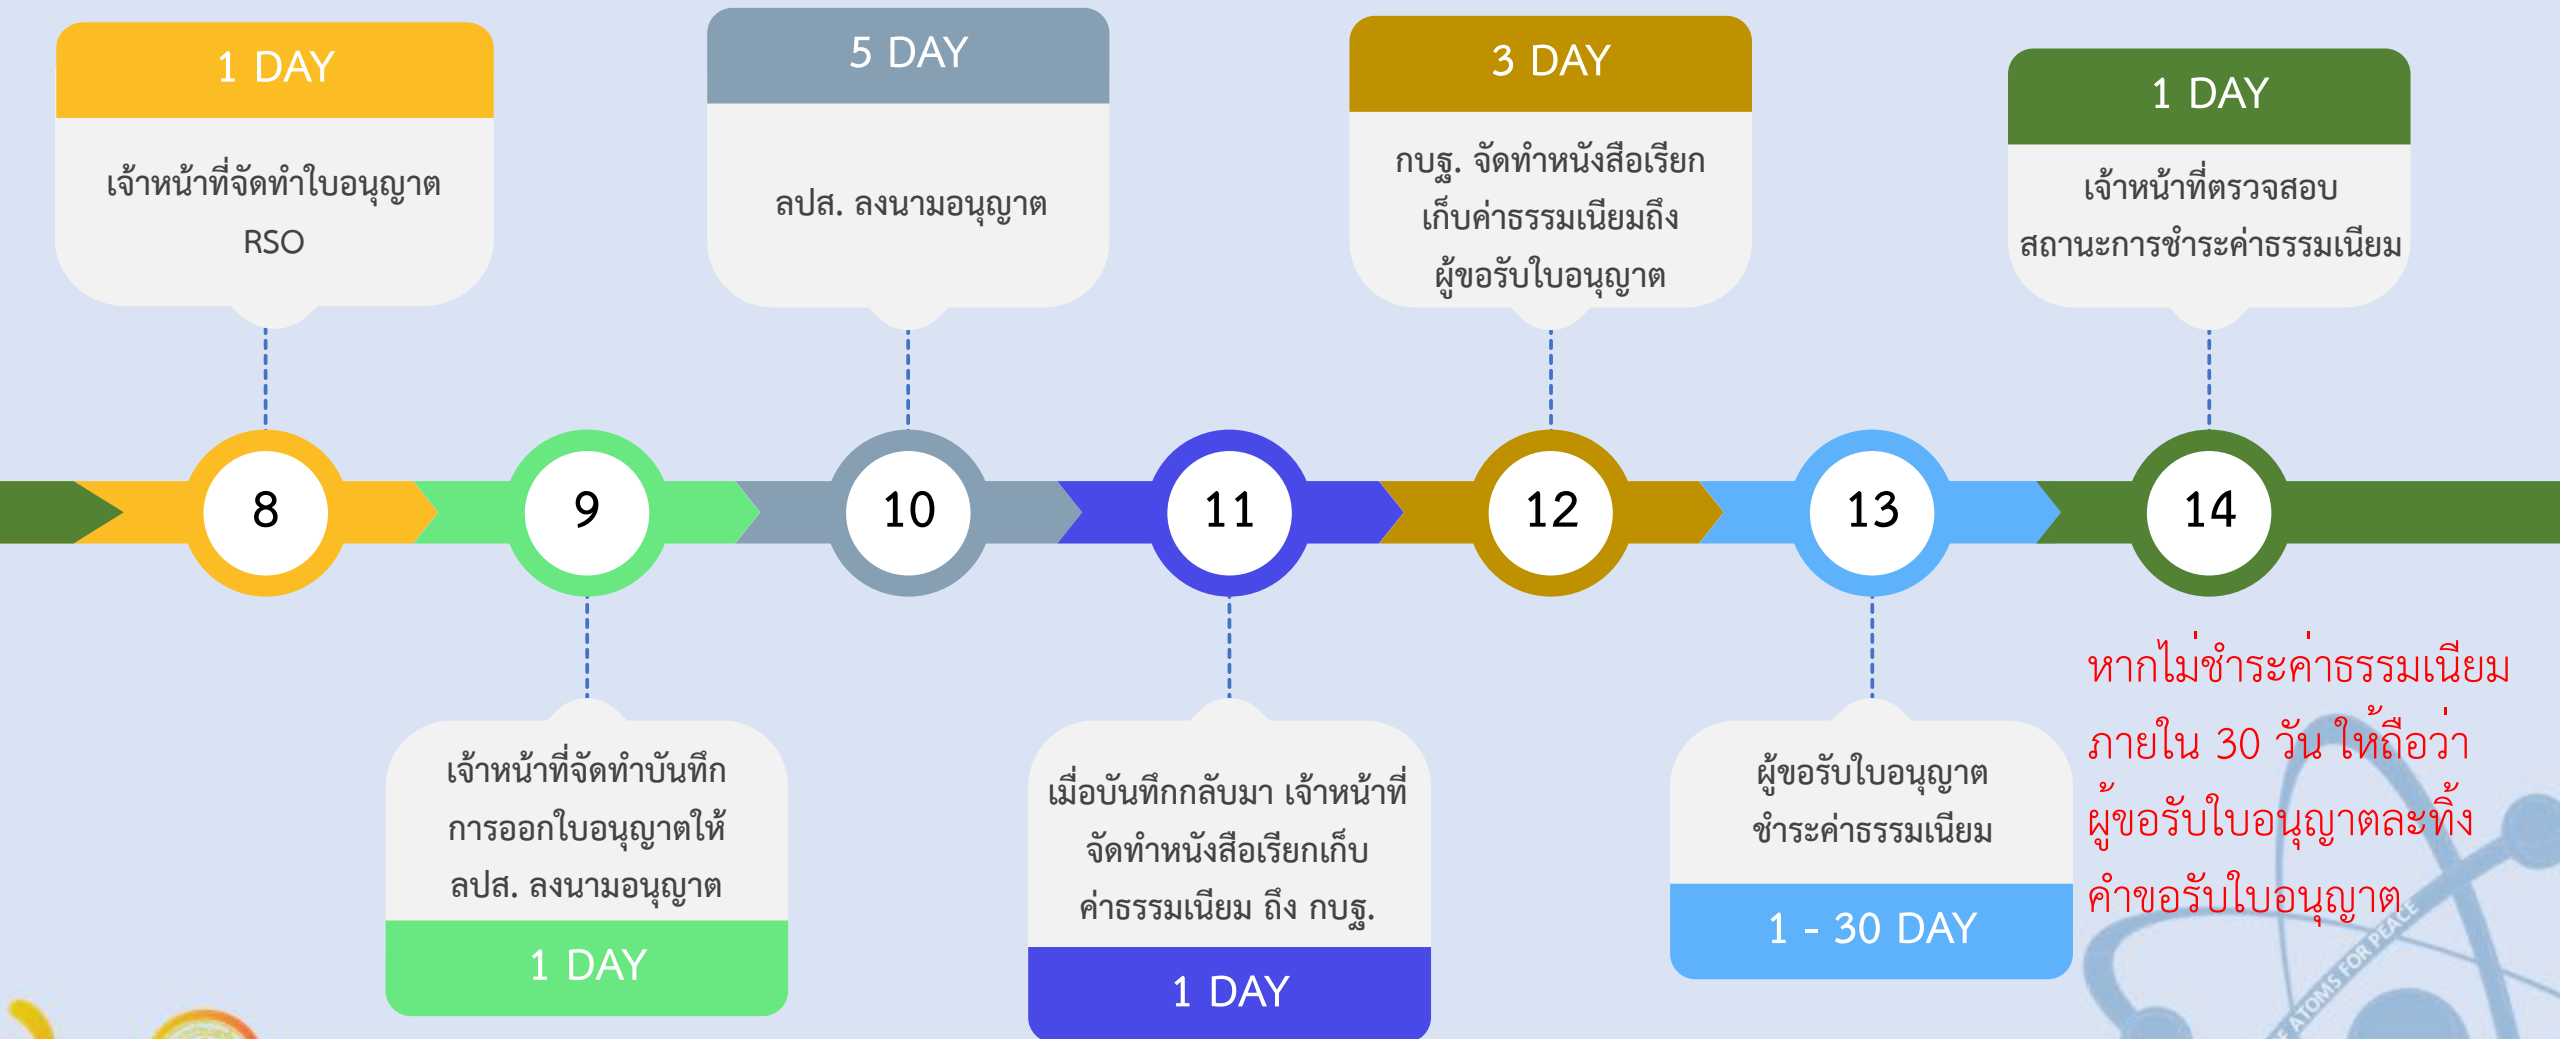 1 DAY
เจ้าหน้าที่จัดทำใบอนุญาต
RSO
5 DAY
ลปส. ลงนามอนุญาต
3 DAY
กบฐ. จัดทำหนังสือเรียก
เก็บค่าธรรมเนียมถึง
ผู้ขอรับใบอนุญาต
1 DAY
เจ้าหน้าที่ตรวจสอบ
สถานะการชำระค่าธรรมเนียม
8
9
10
11
12
13
14
เจ้าหน้าที่จัดทำบันทึก
การออกใบอนุญาตให้
ลปส. ลงนามอนุญาต
1 DAY
เมื่อบันทึกกลับมา เจ้าหน้าที่
จัดทำหนังสือเรียกเก็บ
ค่าธรรมเนียม ถึง กบฐ.
1 DAY
ผู้ขอรับใบอนุญาต
ชำระค่าธรรมเนียม
1 - 30 DAY
หากไม่ชำระค่าธรรมเนียม
ภายใน 30 วัน ให้ถือว่า
ผู้ขอรับใบอนุญาตละทิ้ง
คำขอรับใบอนุญาต
ATOMS FOR PEACE